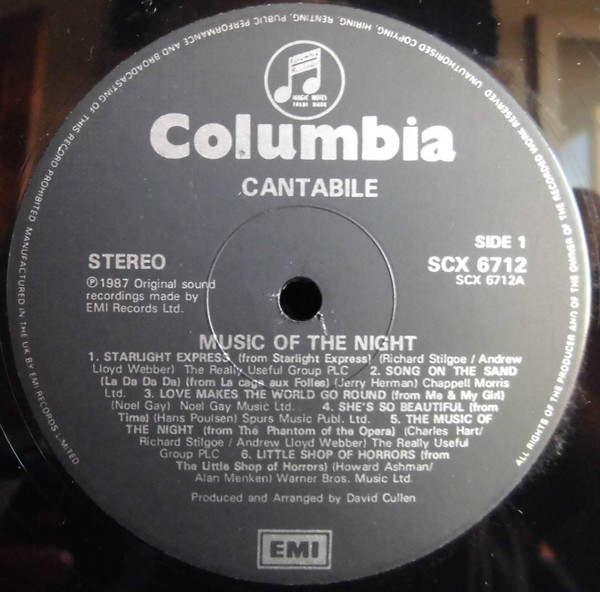 UNAUTHORISED COPYING, HIRING, RENTING, PUBLIC PERFORMANCE AND BROADCASTING OF THIS RECORD PROHIBITED. MANUFACTURED IN THE UK BY EMI RECORDS LIMITED
ALL RIGHTS OF THE PRODUCER AND OF THE OWNER OF THE RECORDED WORK RESERVED
Columbia
MAGIC NOTES
TRADE MARK
Columbia
CANTABILE
SIDE 1
STEREO
SCX 6712
SCX 6712A
℗1987 Original sound
recordings made by
EMI Records Ltd.
MUSIC OF THE NIGHT
1. STARLIGHT EXPRESS (from Starlight Express) (Richard Stilgoe / Andrew
Lloyd Webber) The Really Useful Group PLC 2. SONG ON THE SAND
(La Da Da Da) (from La cage aux Folles) (Jerry Herman) Chappell Morris
Ltd. 3. LOVE MAKES THE WORLD GO ROUND (from Me & My Girl)
(Noel Gay) Noel Gay Music Ltd. 4. SHE'S SO BEAUTIFUL (from
Time) (Hans Poulsen) Spurs Music Publ. Ltd. 5. THE MUSIC OF
THE NIGHT (from The Phantom of the Opera) (Charles Hart/
Richard Stilgoe / Andrew Lloyd Webber) The Really Useful
Group PLC 6. LITTLE SHOP OF HORRORS (from
The Little Shop of Horrors) (Howard Ashman/
Alan Menken) Warner Bros. Music Ltd.
Produced and Arranged by David Cullen
EMI